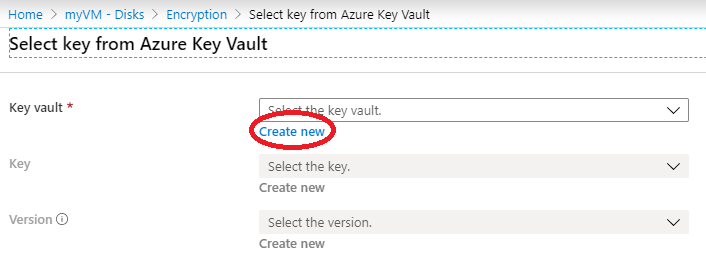 Home > myVM - Disks > Encryption > Select key from Azure Key Vault
Select key from Azure Key Vault
Key vault * Select the key vault.
Create new
Key Select the key.
Create new
Version Select the version.
Create new